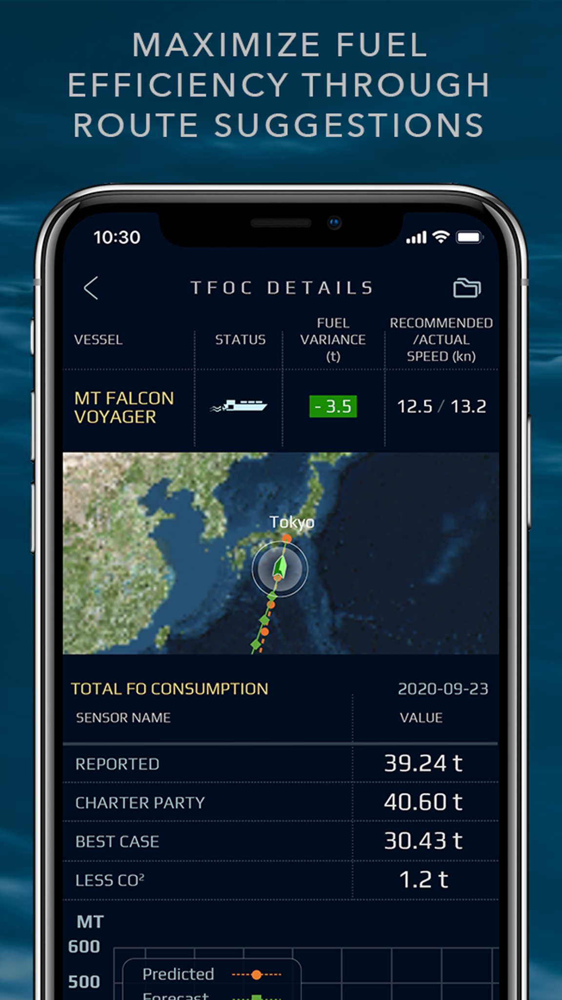 MAXIMIZE FUEL
EFFICIENCY THROUGH
ROUTE SUGGESTIONS
10:30
TFOC DETAILS
VESSEL
STATUS
FUEL
VARIANCE
(t)
RECOMMENDED
/ACTUAL
SPEED (kn)
MT FALCON
VOYAGER
- 3.5
12.5 / 13.2
Tokyo
TOTAL FO CONSUMPTION
2020-09-23
SENSOR NAME
VALUE
REPORTED
39.24 t
CHARTER PARTY
40.60 t
BEST CASE
30.43 t
LESS CO²
1.2 t
MT
600
500
Predicted
Forecast